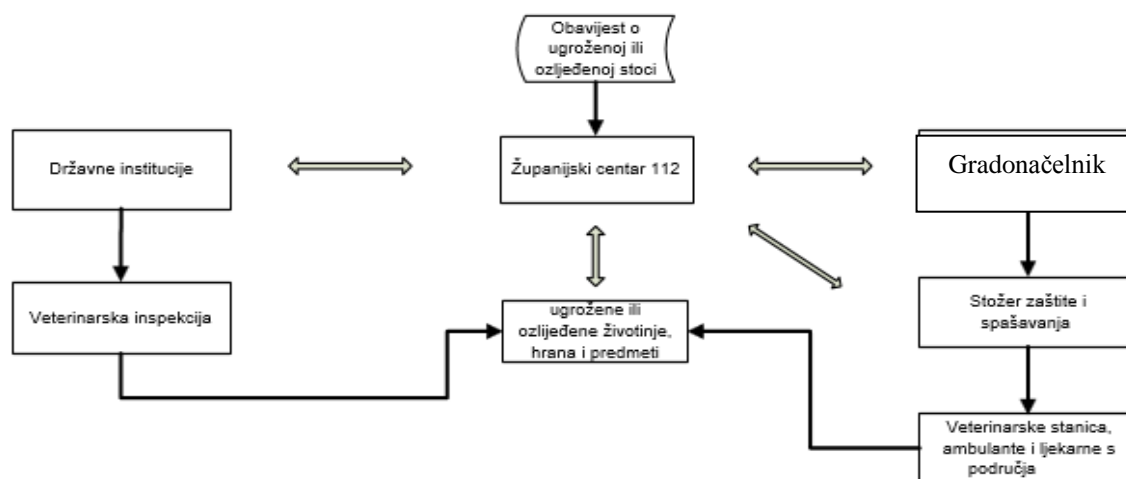 Obavijest o
ugroženoj ili
ozljeđenoj stoci
Državne institucije
Županijski centar 112
Gradonačelnik
Veterinarska inspekcija
ugrožene ili
ozlijeđene životinje,
hrana i predmeti
Stožer zaštite i
spašavanja
Veterinarske stanica,
ambulante i ljekarne s
područja